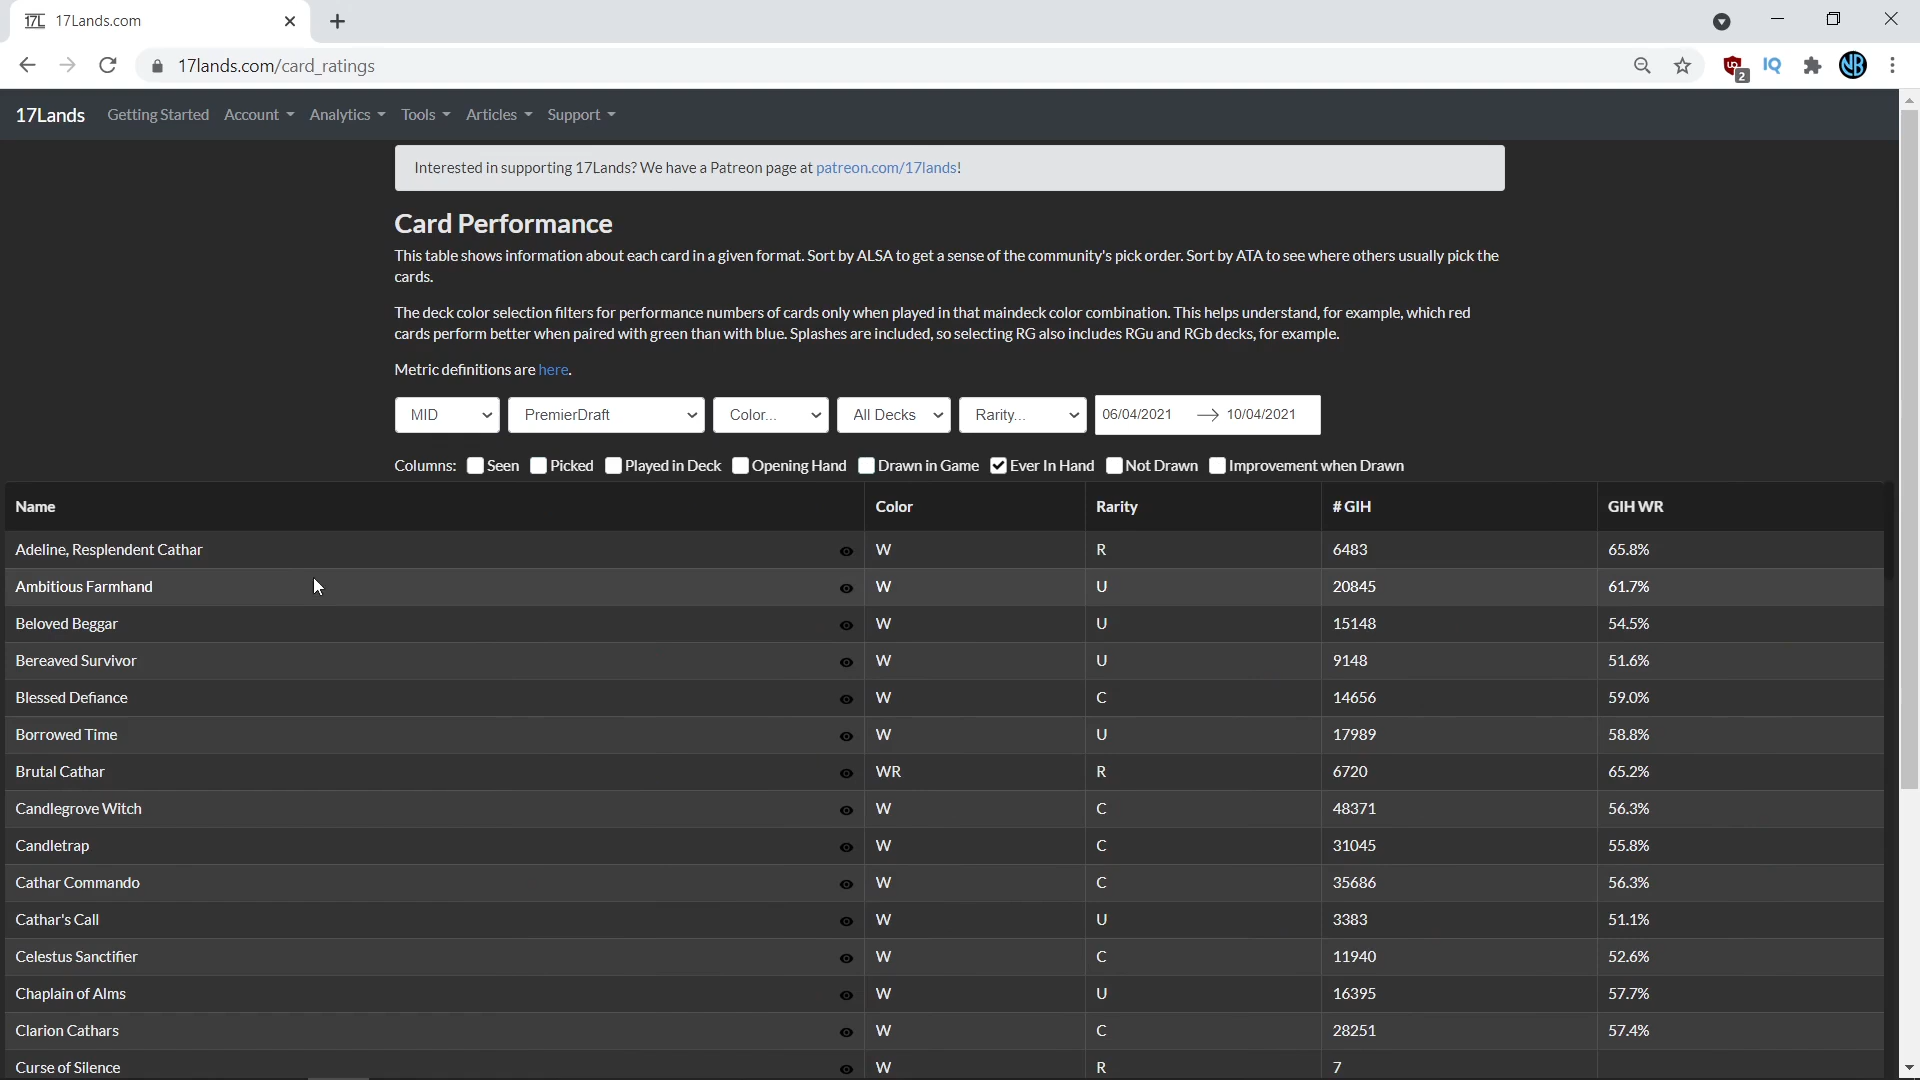 17L 17Lands.com
17lands.com/card_ratings
2
IQ
NB
17Lands Getting Started Account Analytics Tools Articles Support
Interested in supporting 17Lands? We have a Patreon page at patreon.com/17lands!
Card Performance
This table shows information about each card in a given format. Sort by ALSA to get a sense of the community's pick order. Sort by ATA to see where others usually pick the
cards.
The deck color selection filters for performance numbers of cards only when played in that maindeck color combination. This helps understand, for example, which red
cards perform better when paired with green than with blue. Splashes are included, so selecting RG also includes RGu and RGb decks, for example.
Metric definitions are here.
MID PremierDraft Color... All Decks Rarity... 06/04/2021 → 10/04/2021
Columns: Seen Picked Played in Deck Opening Hand Drawn in Game Ever In Hand Not Drawn Improvement when Drawn
Name Color Rarity # GIH GIH WR
Adeline, Resplendent Cathar W R 6483 65.8%
Ambitious Farmhand W U 20845 61.7%
Beloved Beggar W U 15148 54.5%
Bereaved Survivor W U 9148 51.6%
Blessed Defiance W C 14656 59.0%
Borrowed Time W U 17989 58.8%
Brutal Cathar WR R 6720 65.2%
Candlegrove Witch W C 48371 56.3%
Candletrap W C 31045 55.8%
Cathar Commando W C 35686 56.3%
Cathar's Call W U 3383 51.1%
Celestus Sanctifier W C 11940 52.6%
Chaplain of Alms W U 16395 57.7%
Clarion Cathars W C 28251 57.4%
Curse of Silence W R 7